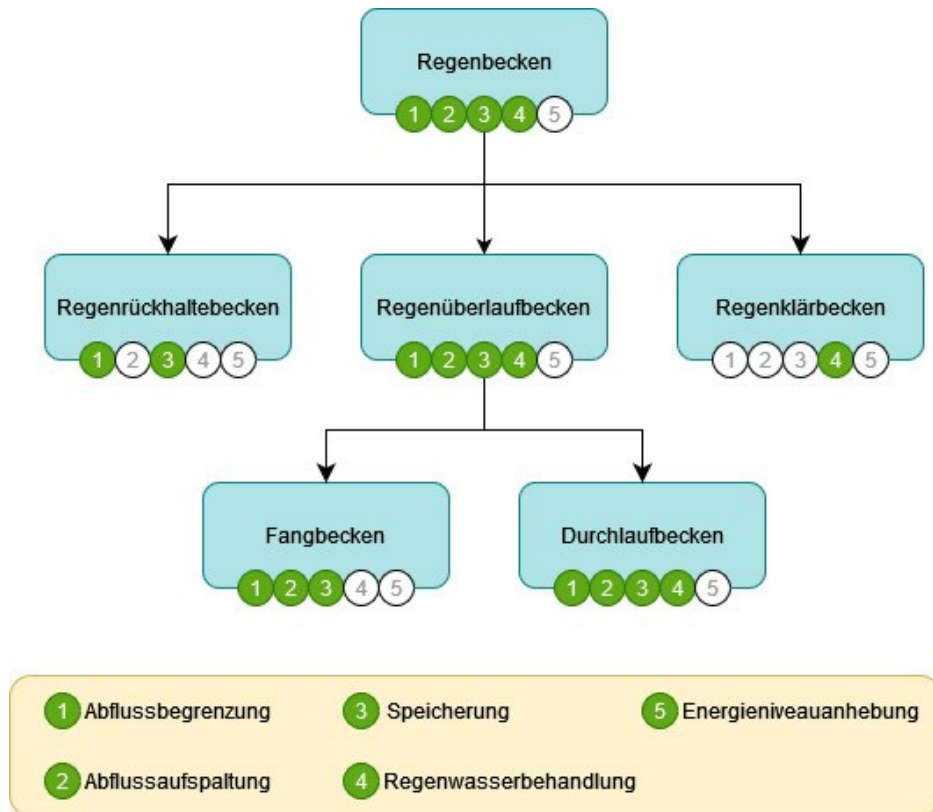 Regenbecken
1 2 3 4 5
Regenrückhaltebecken
1 2 3 4 5
Regenüberlaufbecken
1 2 3 4 5
Regenklärbecken
1 2 3 4 5
Fangbecken
1 2 3 4 5
Durchlaufbecken
1 2 3 4 5
1 Abflussbegrenzung
3 Speicherung
5 Energieniveauanhebung
2 Abflussaufspaltung
4 Regenwasserbehandlung